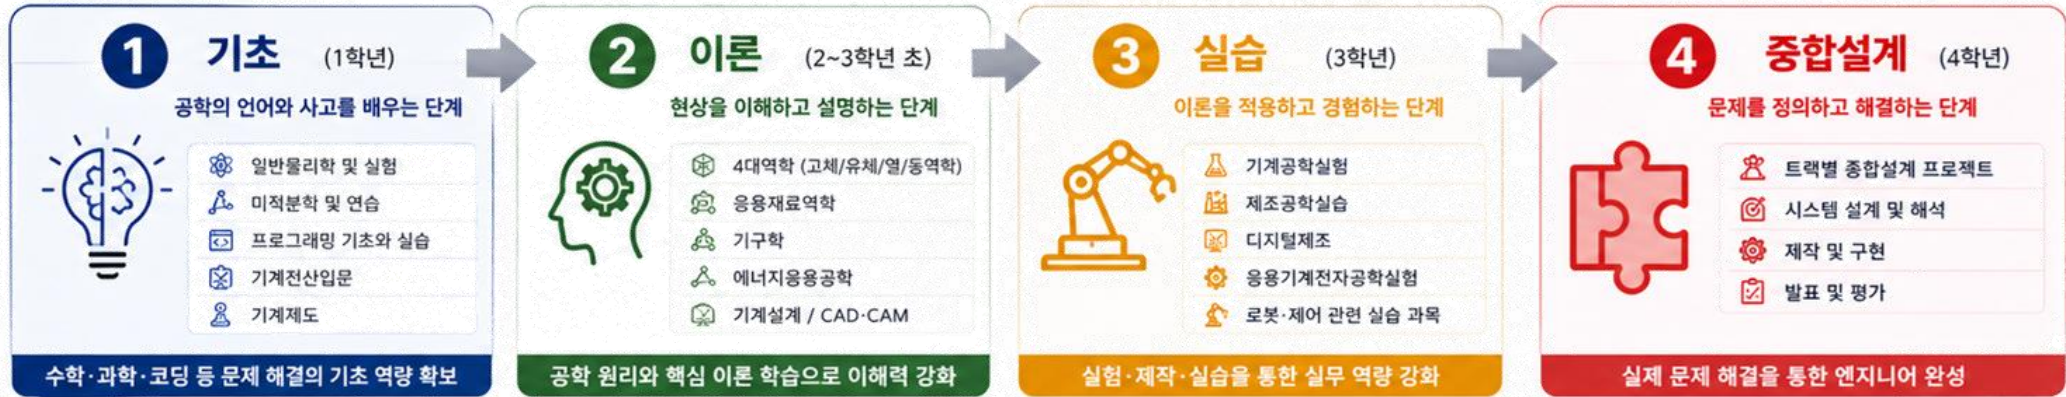 1 기초 (1학년)
공학의 언어와 사고를 배우는 단계
일반물리학 및 실험
미적분학 및 연습
프로그래밍 기초와 실습
기계전산입문
기계제도
수학·과학·코딩 등 문제 해결의 기초 역량 확보
2 이론 (2~3학년 초)
현상을 이해하고 설명하는 단계
4대역학 (고체/유체/열/동역학)
응용재료역학
기구학
에너지응용공학
기계설계 / CAD·CAM
공학 원리와 핵심 이론 학습으로 이해력 강화
3 실습 (3학년)
이론을 적용하고 경험하는 단계
기계공학실험
제조공학실습
디지털제조
응용기계전자공학실험
로봇·제어 관련 실습 과목
실험·제작·실습을 통한 실무 역량 강화
4 중합설계 (4학년)
문제를 정의하고 해결하는 단계
트랙별 종합설계 프로젝트
시스템 설계 및 해석
제작 및 구현
발표 및 평가
실제 문제 해결을 통한 엔지니어 완성